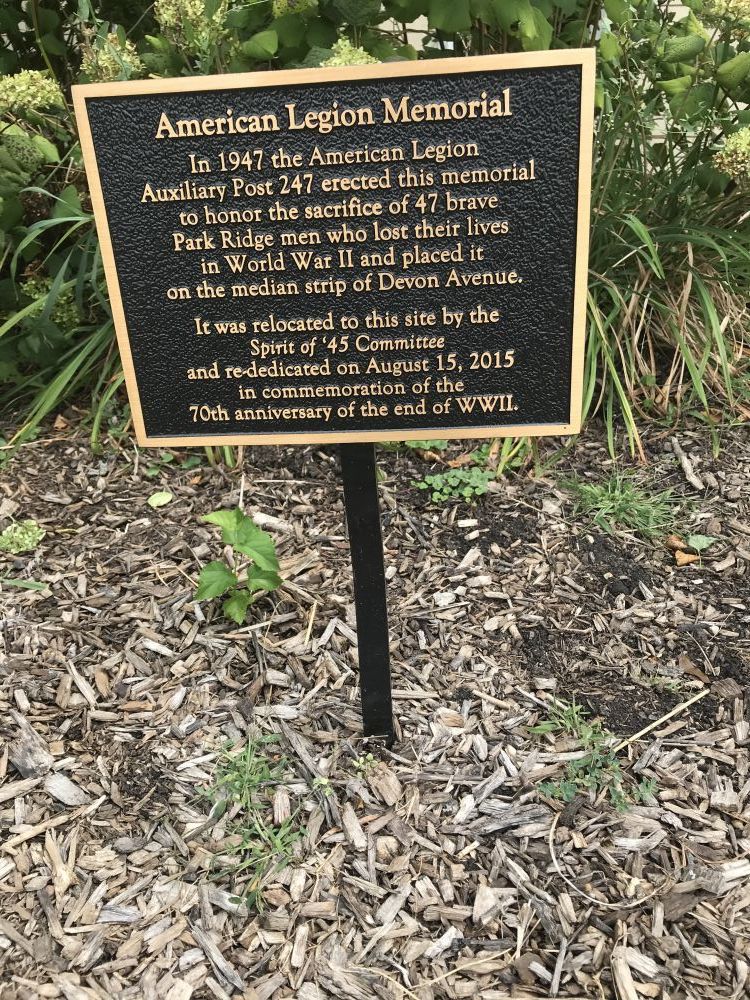 American Legion Memorial
In 1947 the American Legion
Auxiliary Post 247 erected this memorial
to honor the sacrifice of 47 brave
Park Ridge men who lost their lives
in World War II and placed it
on the median strip of Devon Avenue.
It was relocated to this site by the
Spirit of '45 Committee
and re-dedicated on August 15, 2015
in commemoration of the
70th anniversary of the end of WWII.